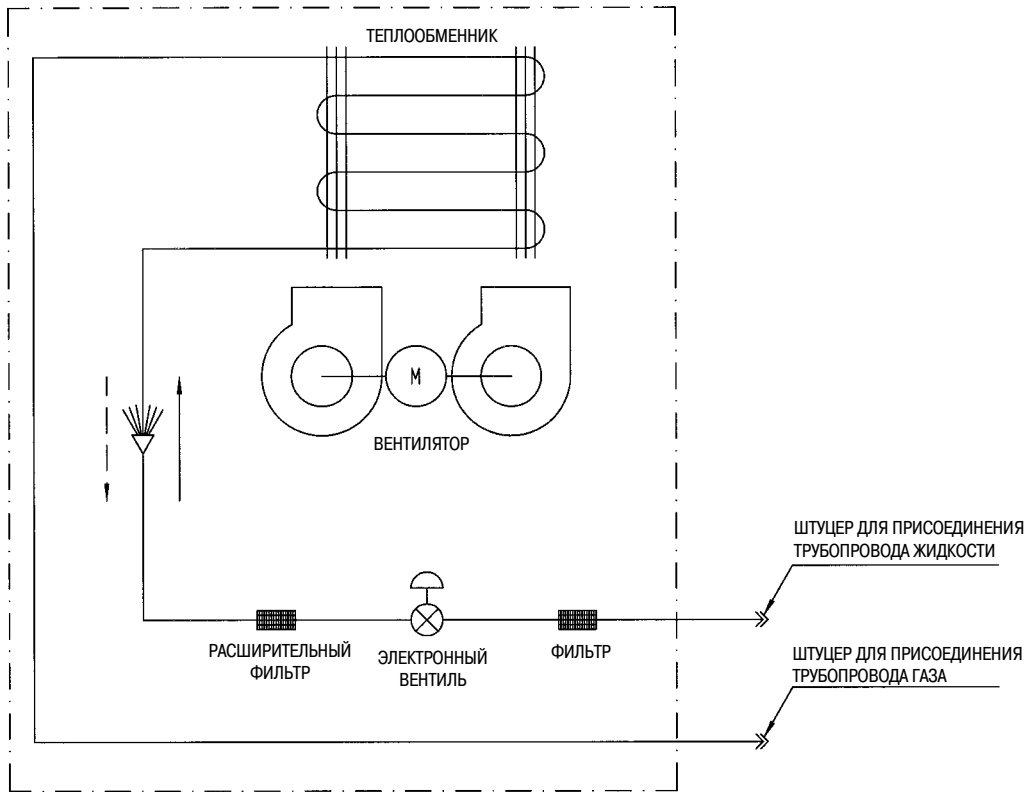 ТЕПЛООБМЕННИК
M
ВЕНТИЛЯТОР
ШТУЦЕР ДЛЯ ПРИСОЕДИНЕНИЯ
ТРУБОПРОВОДА ЖИДКОСТИ
РАСШИРИТЕЛЬНЫЙ
ФИЛЬТР
ЭЛЕКТРОННЫЙ
ВЕНТИЛЬ
ФИЛЬТР
ШТУЦЕР ДЛЯ ПРИСОЕДИНЕНИЯ
ТРУБОПРОВОДА ГАЗА